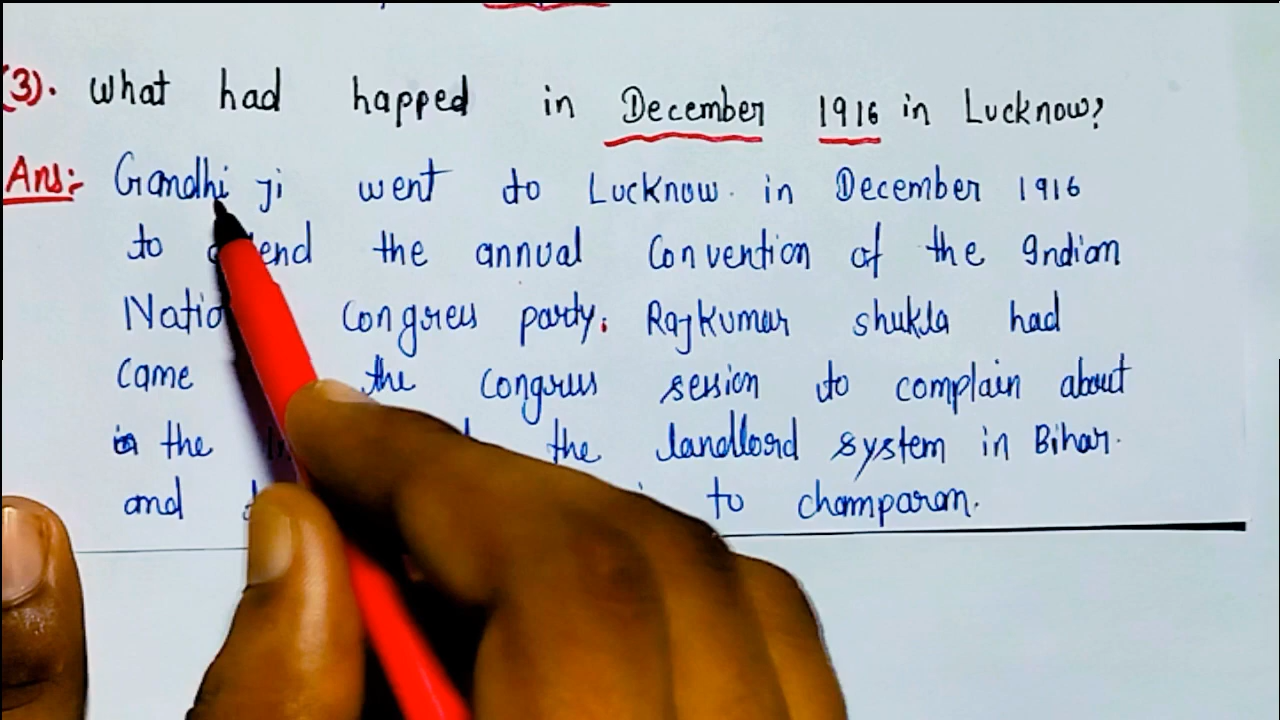 (3). What had happed in December 1916 in Lucknow?
Ans:- Gandhi ji went to Lucknow. in December 1916
to the annual Convention of the Indian
Congress party. Rajkumar shukla had
came the congress session to complain about
the the landlord system in Bihar.
and to champaran.